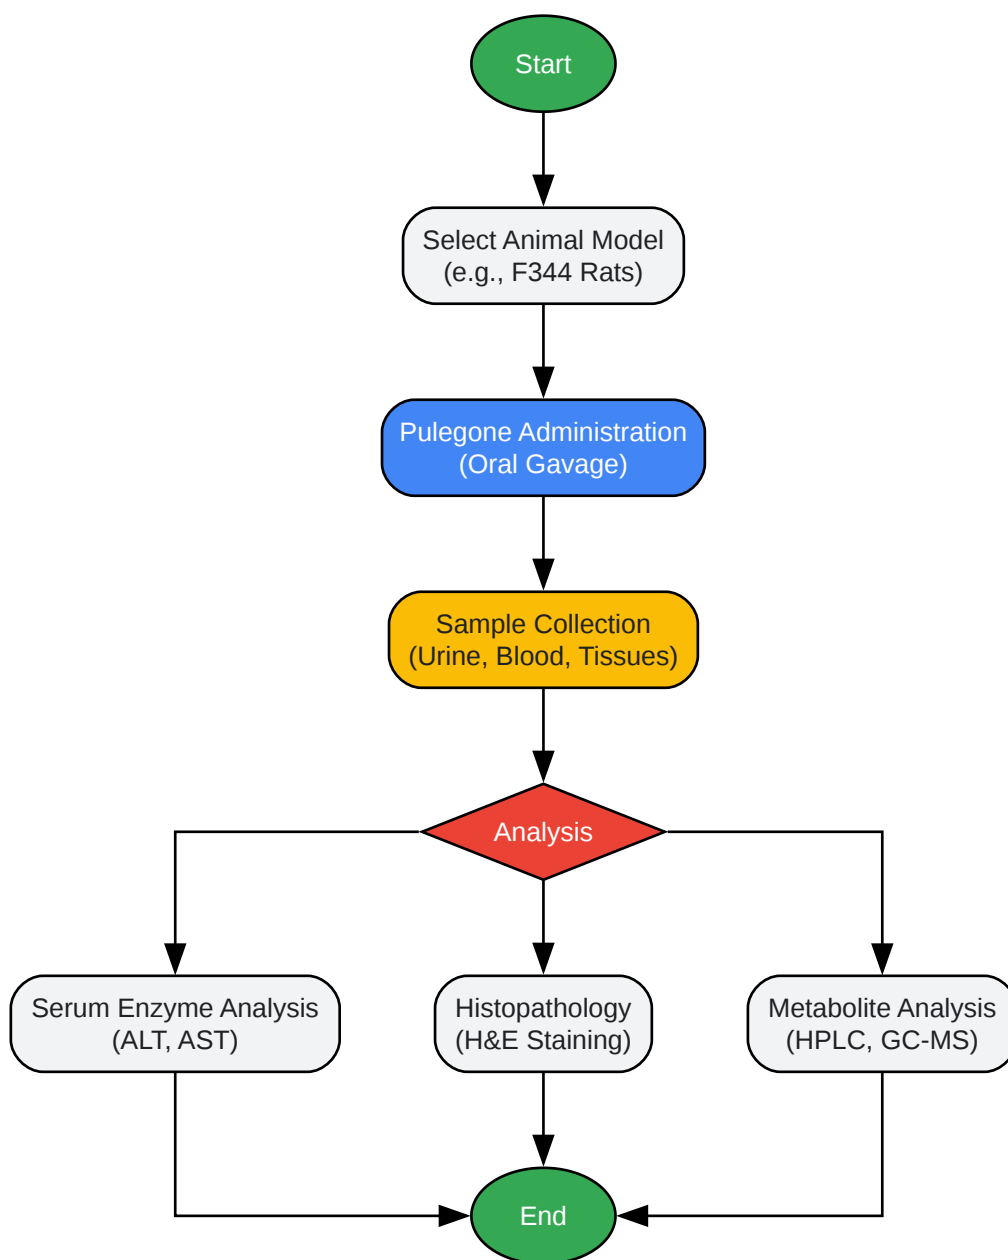 Start
Select Animal Model
(e.g., F344 Rats)
Pulegone Administration
(Oral Gavage)
Sample Collection
(Urine, Blood, Tissues)
Analysis
Serum Enzyme Analysis
(ALT, AST)
Histopathology
(H&E Staining)
Metabolite Analysis
(HPLC, GC-MS)
End